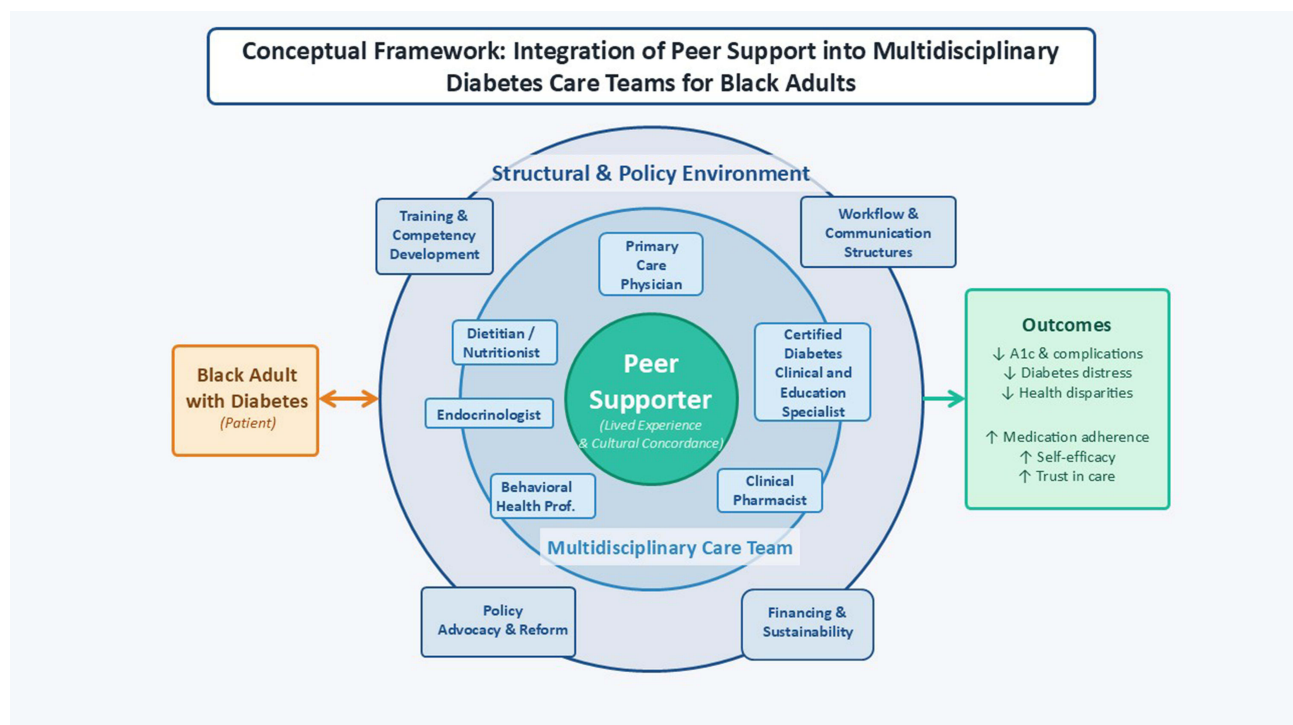 Conceptual Framework: Integration of Peer Support into Multidisciplinary
Diabetes Care Teams for Black Adults
Structural & Policy Environment
Training &
Competency
Development
Workflow &
Communication
Structures
Primary
Care
Physician
Dietitian /
Nutritionist
Certified
Diabetes
Clinical and
Education
Specialist
Peer
Supporter
(Lived Experience
& Cultural Concordance)
Endocrinologist
Behavioral
Health Prof.
Clinical
Pharmacist
Multidisciplinary Care Team
Black Adult
with Diabetes
(Patient)
Outcomes
↓ A1c & complications
↓ Diabetes distress
↓ Health disparities
↑ Medication adherence
↑ Self-efficacy
↑ Trust in care
Policy
Advocacy & Reform
Financing &
Sustainability